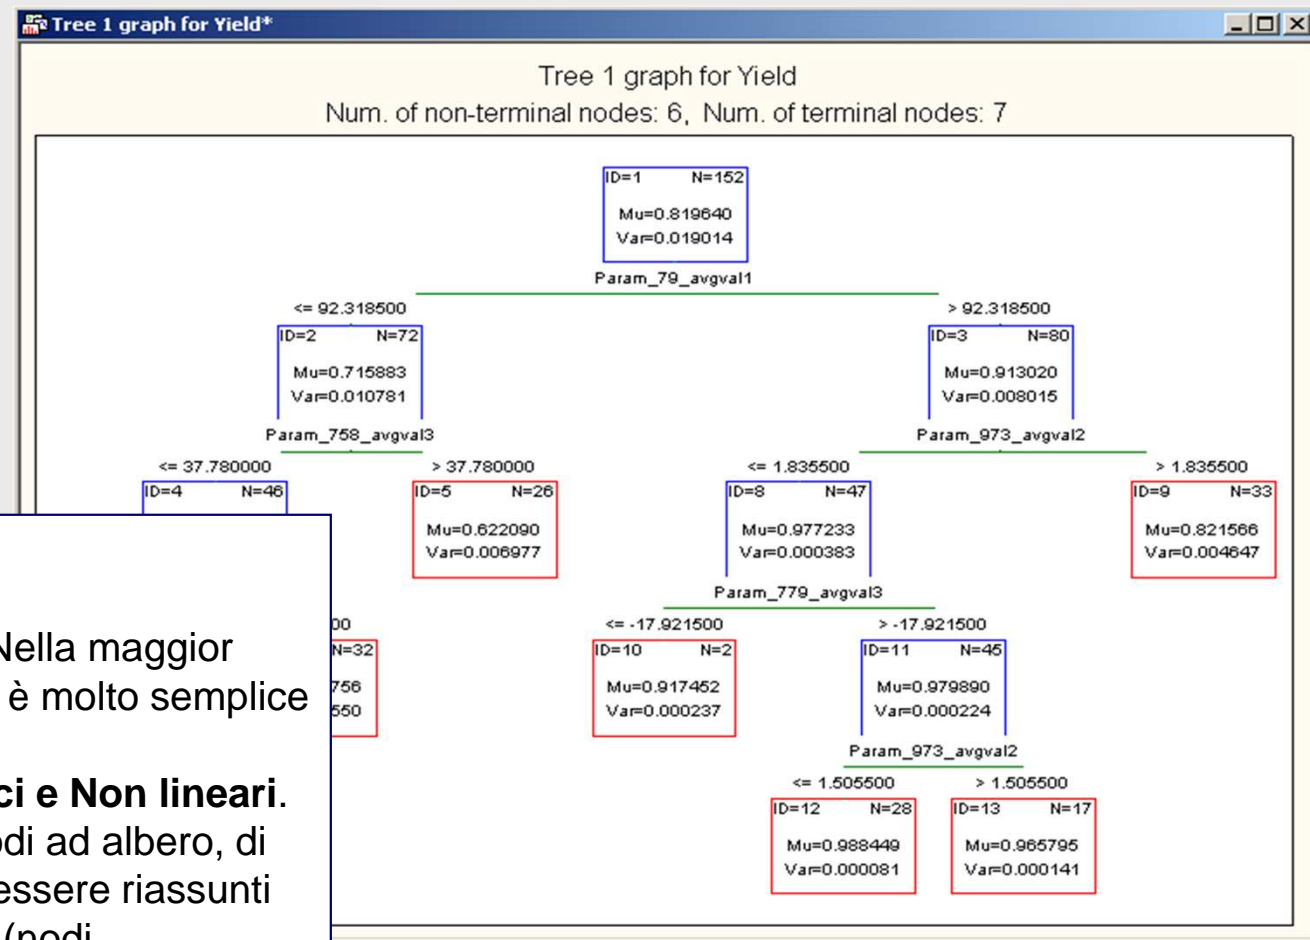 Tree 1 graph for Yield*
Tree 1 graph for Yield
Num. of non-terminal nodes: 6, Num. of terminal nodes: 7
ID=1 N=152
Mu=0.819640
Var=0.019014
Param_79_avgval1
<= 92.318500 > 92.318500
ID=2 N=72
Mu=0.715883
Var=0.010781
Param_758_avgval3
ID=3 N=80
Mu=0.913020
Var=0.008015
Param_973_avgval2
<= 37.780000 > 37.780000
<= 1.835500 > 1.835500
ID=4 N=46
ID=5 N=26
Mu=0.622090
Var=0.006977
ID=8 N=47
Mu=0.977233
Var=0.000383
Param_779_avgval3
ID=9 N=33
Mu=0.821566
Var=0.004647
00
N=32
756
550
<= -17.921500 > -17.921500
ID=10 N=2
Mu=0.917452
Var=0.000237
ID=11 N=45
Mu=0.979890
Var=0.000224
Param_973_avgval2
<= 1.505500 > 1.505500
ID=12 N=28
Mu=0.988449
Var=0.000081
ID=13 N=17
Mu=0.965795
Var=0.000141
Nella maggior
è molto semplice
ci e Non lineari.
odi ad albero, di
essere riassunti
(nodi